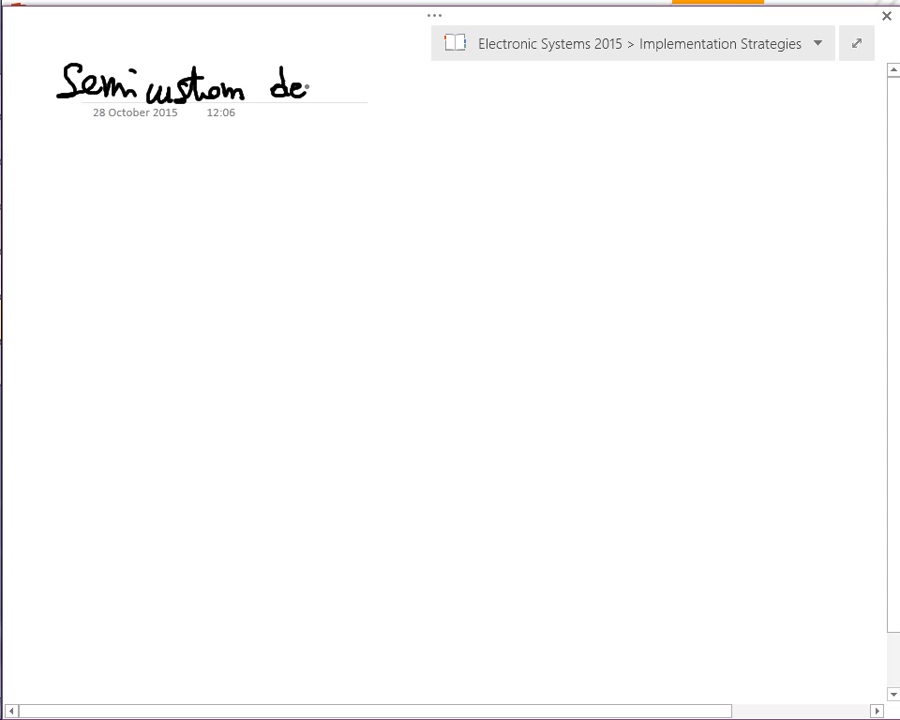 Electronic Systems 2015 > Implementation Strategies
Semicustom de
28 October 2015 12:06